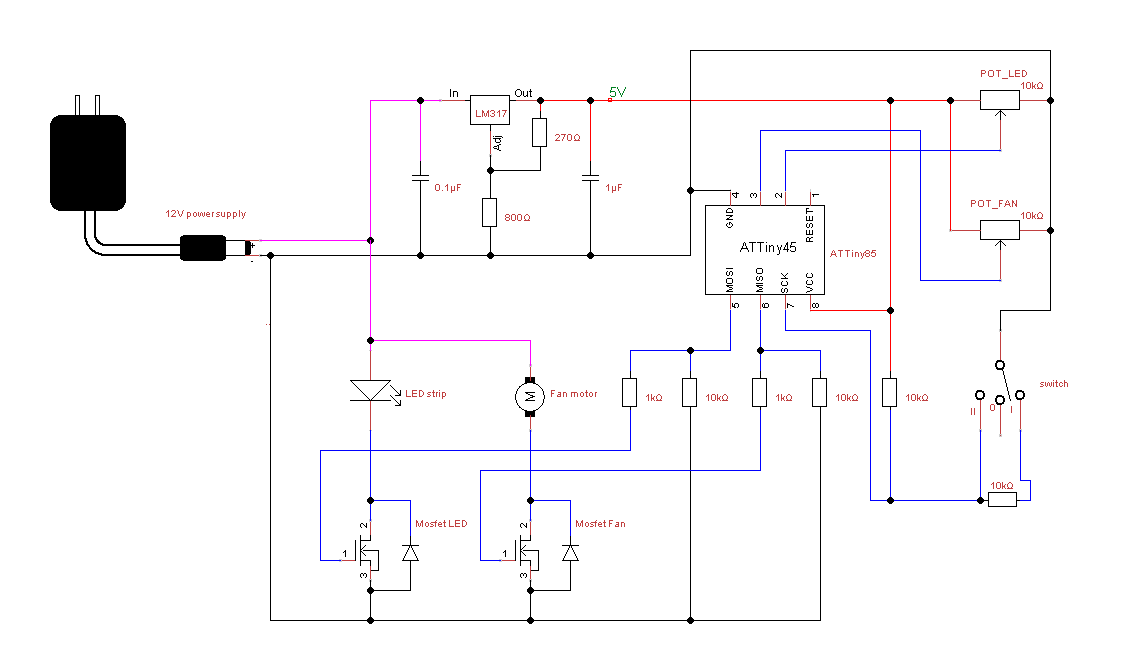 POT_LED
10kΩ
In
Out
5V
LM317
Adj
270Ω
0.1µF
1µF
800Ω
12V powersupply
+
-
4
3
2
1
GND
RESET
ATTiny45
ATTiny85
MOSI
MISO
SCK
VCC
5
6
7
8
POT_FAN
10kΩ
LED strip
M
Fan motor
1kΩ
10kΩ
1kΩ
10kΩ
10kΩ
switch
II
0
I
10kΩ
Mosfet LED
2
1
3
Mosfet Fan
2
1
3